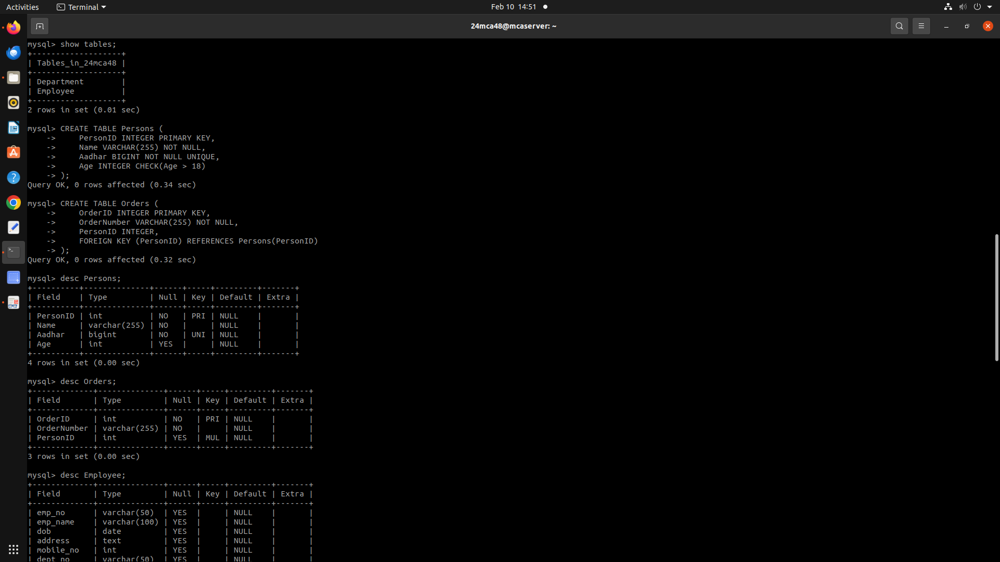 Activities
Terminal
Feb 10 14:51
24mca48@mcaserver: ~
mysql> show tables;
+-------------------+
| Tables_in_24mca48 |
+-------------------+
| Department        |
| Employee          |
+-------------------+
2 rows in set (0.01 sec)
mysql> CREATE TABLE Persons (
    ->     PersonID INTEGER PRIMARY KEY,
    ->     Name VARCHAR(255) NOT NULL,
    ->     Aadhar BIGINT NOT NULL UNIQUE,
    ->     Age INTEGER CHECK(Age > 18)
    -> );
Query OK, 0 rows affected (0.34 sec)
mysql> CREATE TABLE Orders (
    ->     OrderID INTEGER PRIMARY KEY,
    ->     OrderNumber VARCHAR(255) NOT NULL,
    ->     PersonID INTEGER,
    ->     FOREIGN KEY (PersonID) REFERENCES Persons(PersonID)
    -> );
Query OK, 0 rows affected (0.32 sec)
mysql> desc Persons;
+----------+--------------+------+-----+---------+-------+
| Field    | Type         | Null | Key | Default | Extra |
+----------+--------------+------+-----+---------+-------+
| PersonID | int          | NO   | PRI | NULL    |       |
| Name     | varchar(255) | NO   |     | NULL    |       |
| Aadhar   | bigint       | NO   | UNI | NULL    |       |
| Age      | int          | YES  |     | NULL    |       |
+----------+--------------+------+-----+---------+-------+
4 rows in set (0.00 sec)
mysql> desc Orders;
+-------------+--------------+------+-----+---------+-------+
| Field       | Type         | Null | Key | Default | Extra |
+-------------+--------------+------+-----+---------+-------+
| OrderID     | int          | NO   | PRI | NULL    |       |
| OrderNumber | varchar(255) | NO   |     | NULL    |       |
| PersonID    | int          | YES  | MUL | NULL    |       |
+-------------+--------------+------+-----+---------+-------+
3 rows in set (0.00 sec)
mysql> desc Employee;
+-------------+--------------+------+-----+---------+-------+
| Field       | Type         | Null | Key | Default | Extra |
+-------------+--------------+------+-----+---------+-------+
| emp_no      | varchar(50)  | YES  |     | NULL    |       |
| emp_name    | varchar(100) | YES  |     | NULL    |       |
| dob         | date         | YES  |     | NULL    |       |
| address     | text         | YES  |     | NULL    |       |
| mobile_no   | int          | YES  |     | NULL    |       |
| dept_no     | varchar(50)  | YES  |     | NULL    |       |